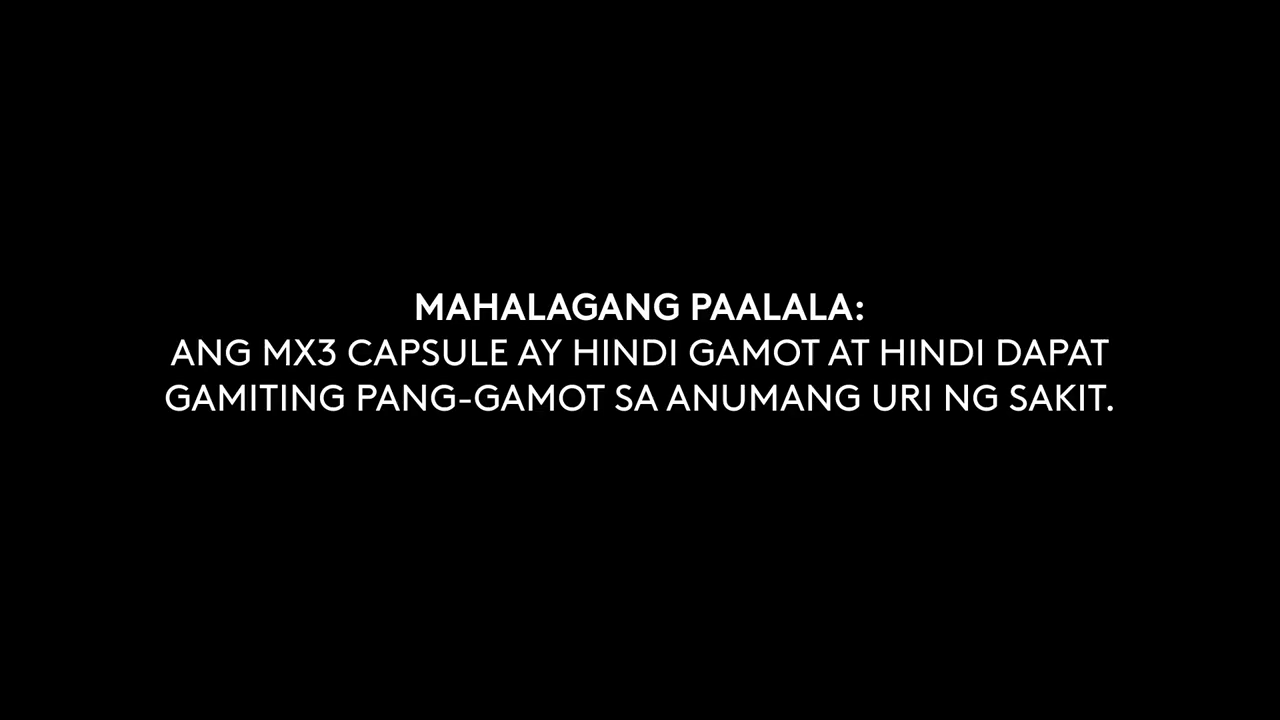 MAHALAGANG PAALALA:
ANG MX3 CAPSULE AY HINDI GAMOT AT HINDI DAPAT
GAMITING PANG-GAMOT SA ANUMANG URI NG SAKIT.